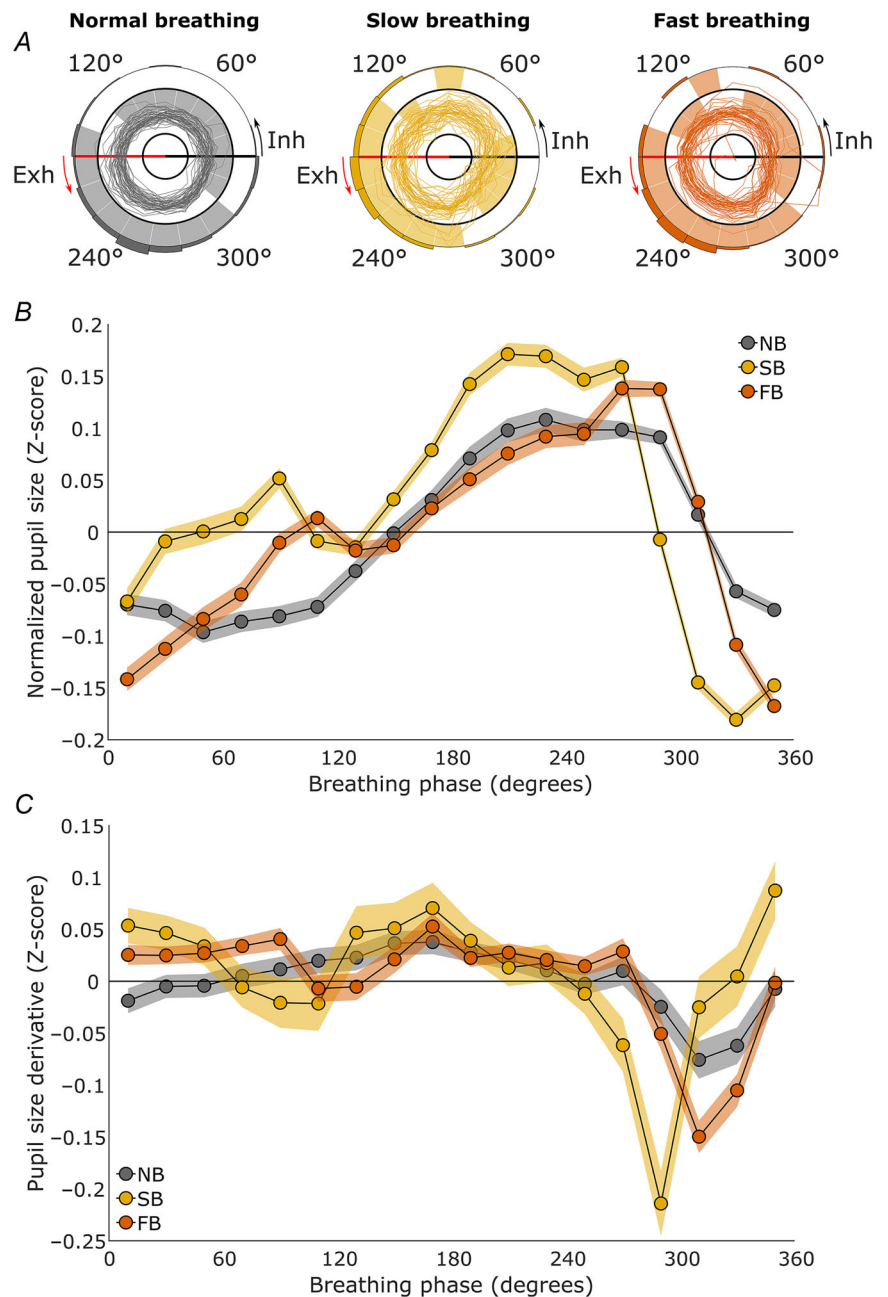 Normal breathing
Slow breathing
Fast breathing
A
120°
60°
120°
60°
120°
60°
Inh
Inh
Inh
Exh
Exh
Exh
240°
300°
240°
300°
240°
300°
B
0.2
0.15
0.1
0.05
0
−0.05
−0.1
−0.15
−0.2
Normalized pupil size (Z-score)
NB
SB
FB
0
60
120
180
240
300
360
Breathing phase (degrees)
C
0.15
0.1
0.05
0
−0.05
−0.1
−0.15
−0.2
−0.25
Pupil size derivative (Z-score)
NB
SB
FB
0
60
120
180
240
300
360
Breathing phase (degrees)